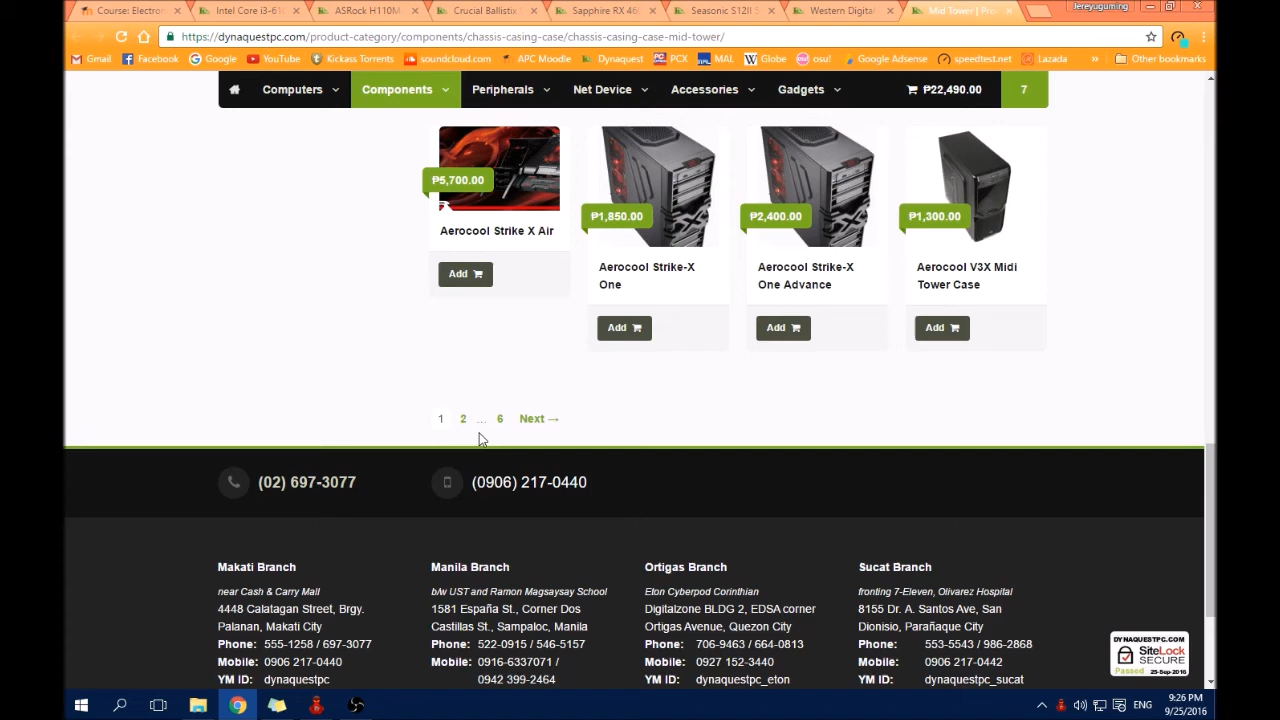 Course: Electron
Intel Core i3-61
ASRock H110M
Crucial Ballistix
Sapphire RX 46
Seasonic S12II 5
Western Digital
Mid Tower | Pr
Jereyuguming
https://dynaquestpc.com/product-category/components/chassis-casing-case/chassis-casing-case-mid-tower/
Gmail Facebook Google YouTube Kickass Torrents soundcloud.com APC Moodle Dynaquest PCX MAL Globe osu! Google Adsense speedtest.net Lazada » Other bookmarks
Computers Components Peripherals Net Device Accessories Gadgets ₱22,490.00 7
₱5,700.00
Aerocool Strike X Air
Add
₱1,850.00
Aerocool Strike-X
One
Add
₱2,400.00
Aerocool Strike-X
One Advance
Add
₱1,300.00
Aerocool V3X Midi
Tower Case
Add
1 2 ... 6 Next →
(02) 697-3077 (0906) 217-0440
Makati Branch
near Cash & Carry Mall
4448 Calatagan Street, Brgy.
Palanan, Makati City
Phone: 555-1258 / 697-3077
Mobile: 0906 217-0440
YM ID: dynaquestpc
Manila Branch
b/w UST and Ramon Magsaysay School
1581 España St., Corner Dos
Castillas St., Sampaloc, Manila
Phone: 522-0915 / 546-5157
Mobile: 0916-6337071 /
0942 399-2464
Ortigas Branch
Eton Cyberpod Corinthian
Digitalzone BLDG 2, EDSA corner
Ortigas Avenue, Quezon City
Phone: 706-9463 / 664-0813
Mobile: 0927 152-3440
YM ID: dynaquestpc_eton
Sucat Branch
fronting 7-Eleven, Olivarez Hospital
8155 Dr. A. Santos Ave, San
Dionisio, Parañaque City
Phone: 553-5543 / 986-2868
Mobile: 0906 217-0442
YM ID: dynaquestpc_sucat
DYNAQUESTPC.COM
SiteLock
SECURE
Passed 25-Sep-2016
ENG
9:26 PM
9/25/2016